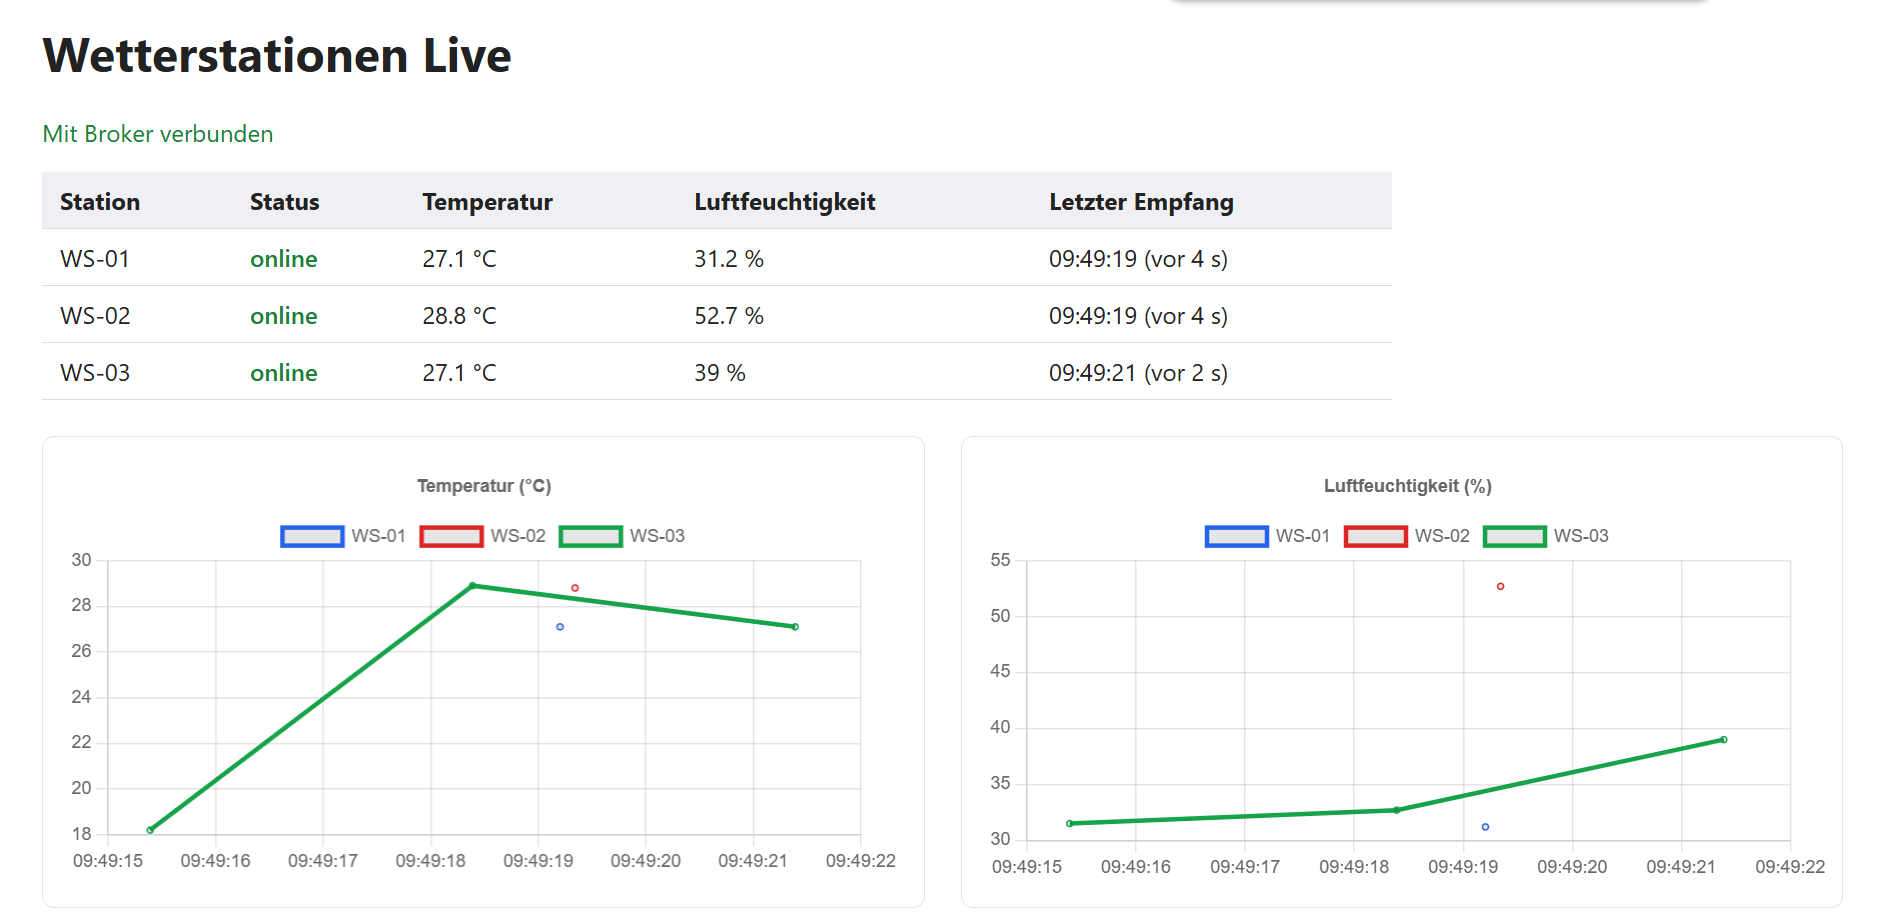 Wetterstationen Live
Mit Broker verbunden
Station Status Temperatur Luftfeuchtigkeit Letzter Empfang
WS-01 online 27.1 °C 31.2 % 09:49:19 (vor 4 s)
WS-02 online 28.8 °C 52.7 % 09:49:19 (vor 4 s)
WS-03 online 27.1 °C 39 % 09:49:21 (vor 2 s)
Temperatur (°C)
WS-01 WS-02 WS-03
30
28
26
24
22
20
18
09:49:15 09:49:16 09:49:17 09:49:18 09:49:19 09:49:20 09:49:21 09:49:22
Luftfeuchtigkeit (%)
WS-01 WS-02 WS-03
55
50
45
40
35
30
09:49:15 09:49:16 09:49:17 09:49:18 09:49:19 09:49:20 09:49:21 09:49:22